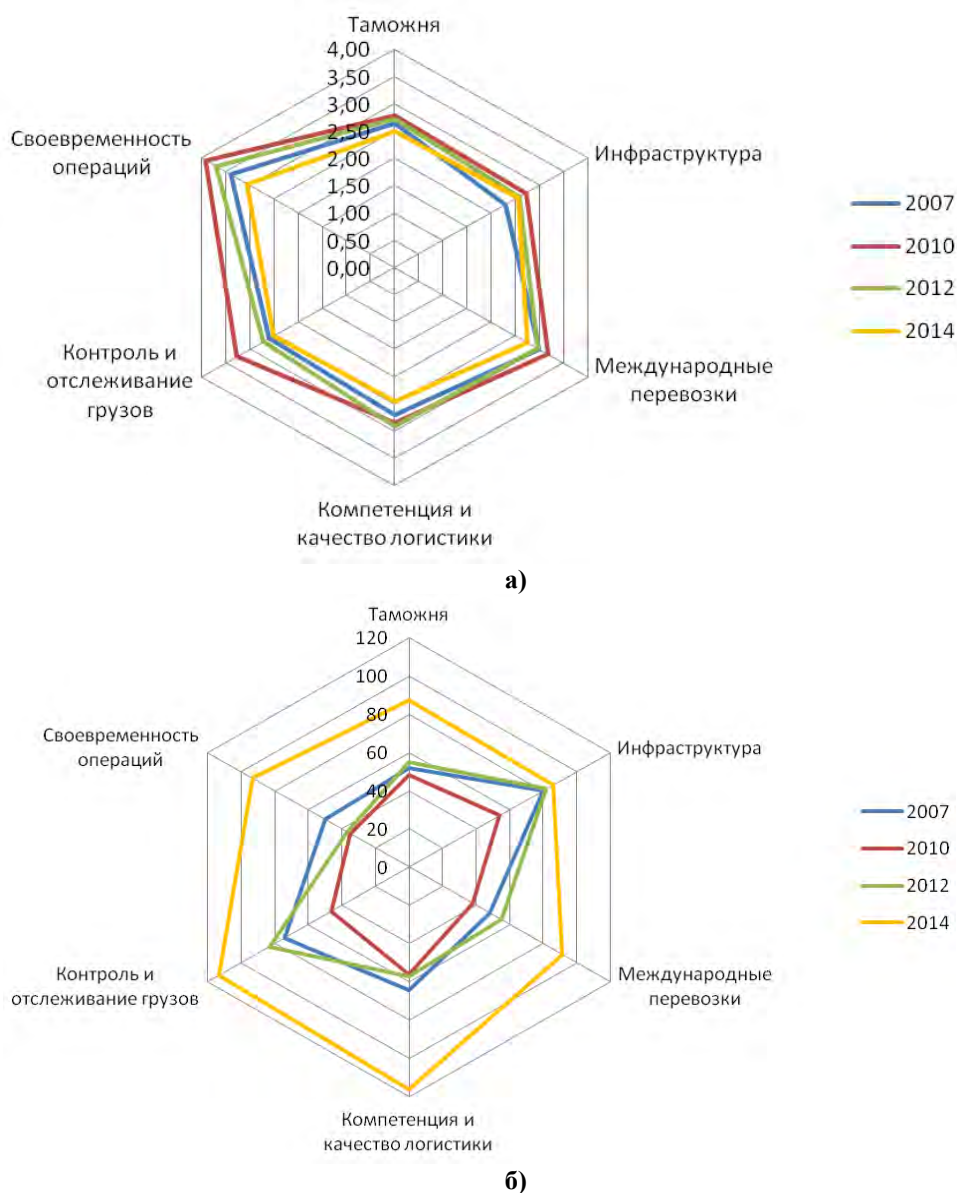 Таможня
4,00
3,50
3,00
2,50
2,00
1,50
1,00
0,50
0,00
Своевременность
операций
Инфраструктура
2007
2010
2012
2014
Контроль и
отслеживание
грузов
Международные
перевозки
Компетенция и
качество логистики
а)
Таможня
120
100
80
60
40
20
0
Своевременность
операций
Инфраструктура
2007
2010
2012
2014
Контроль и
отслеживание грузов
Международные
перевозки
Компетенция и
качество логистики
б)